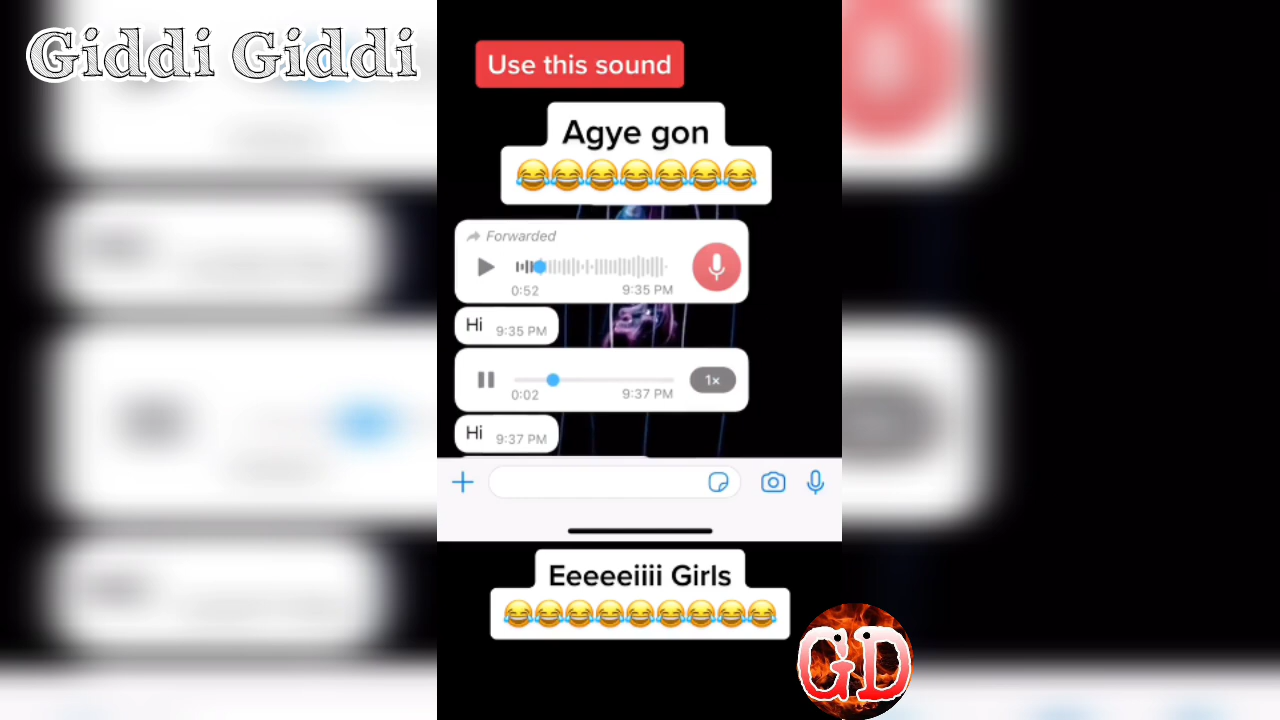 Giddi Giddi
Use this sound
Agye gon
😂😂😂😂😂😂😂
Forwarded
0:52 9:35 PM
Hi 9:35 PM
1×
0:02 9:37 PM
Hi 9:37 PM
Eeeeeiiii Girls
😂😂😂😂😂😂😂😂😂
GD